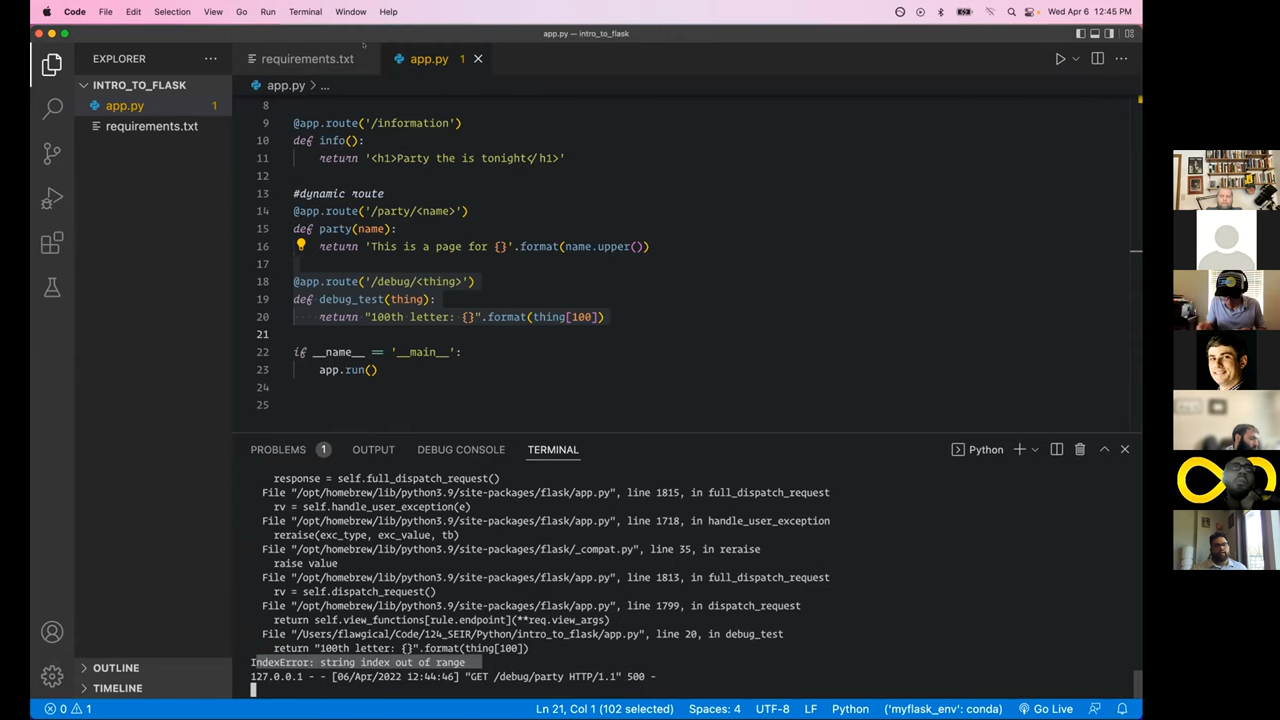 Code File Edit Selection View Go Run Terminal Window Help Wed Apr 6 12:45 PM
app.py — intro_to_flask
EXPLORER ...
requirements.txt
app.py 1
INTRO_TO_FLASK
app.py > ...
app.py 1
requirements.txt
8
9 @app.route('/information')
10 def info():
11 return '<h1>Party the is tonight</h1>'
12
13 #dynamic route
14 @app.route('/party/<name>')
15 def party(name):
16 return 'This is a page for {}'.format(name.upper())
17
18 @app.route('/debug/<thing>')
19 def debug_test(thing):
20 return "100th letter: {}".format(thing[100])
21
22 if __name__ == '__main__':
23 app.run()
24
25
PROBLEMS 1 OUTPUT DEBUG CONSOLE TERMINAL Python
response = self.full_dispatch_request()
File "/opt/homebrew/lib/python3.9/site-packages/flask/app.py", line 1815, in full_dispatch_request
rv = self.handle_user_exception(e)
File "/opt/homebrew/lib/python3.9/site-packages/flask/app.py", line 1718, in handle_user_exception
reraise(exc_type, exc_value, tb)
File "/opt/homebrew/lib/python3.9/site-packages/flask/_compat.py", line 35, in reraise
raise value
File "/opt/homebrew/lib/python3.9/site-packages/flask/app.py", line 1813, in full_dispatch_request
rv = self.dispatch_request()
File "/opt/homebrew/lib/python3.9/site-packages/flask/app.py", line 1799, in dispatch_request
return self.view_functions[rule.endpoint](**req.view_args)
File "/Users/flawgical/Code/124_SEIR/Python/intro_to_flask/app.py", line 20, in debug_test
return "100th letter: {}".format(thing[100])
IndexError: string index out of range
127.0.0.1 - - [06/Apr/2022 12:44:46] "GET /debug/party HTTP/1.1" 500 -
OUTLINE
TIMELINE
0 1 Ln 21, Col 1 (102 selected) Spaces: 4 UTF-8 LF Python ('myflask_env': conda) Go Live